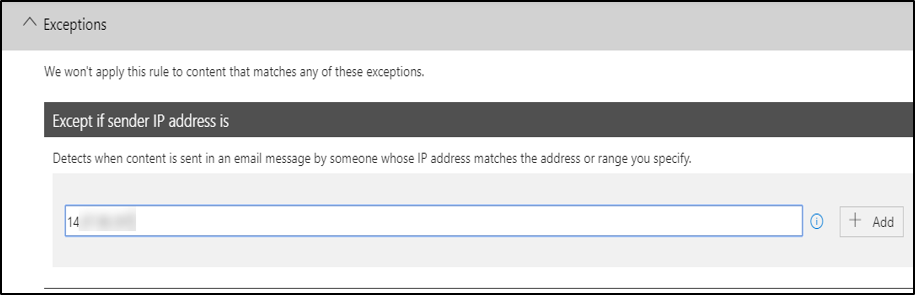 Exceptions
We won't apply this rule to content that matches any of these exceptions.
Except if sender IP address is
Detects when content is sent in an email message by someone whose IP address matches the address or range you specify.
14
+ Add